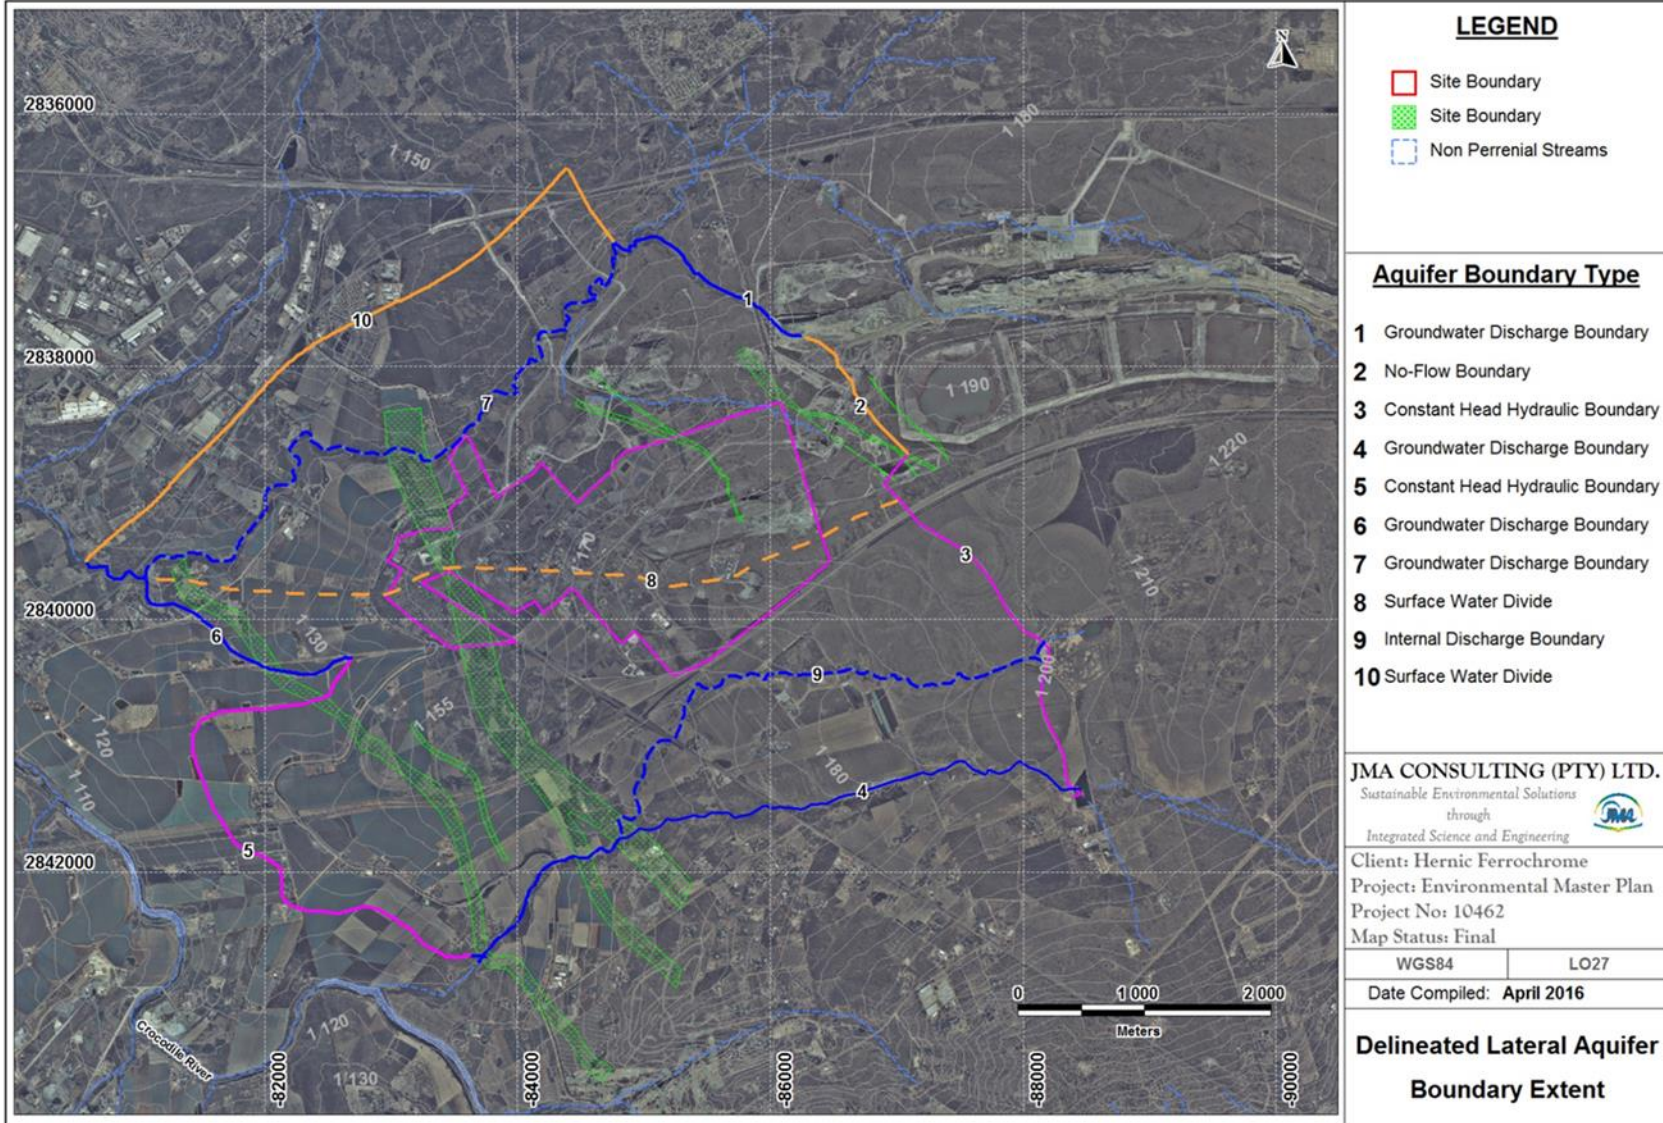 LEGEND
Site Boundary
Site Boundary
Non Perrenial Streams
Aquifer Boundary Type
1 Groundwater Discharge Boundary
2 No-Flow Boundary
3 Constant Head Hydraulic Boundary
4 Groundwater Discharge Boundary
5 Constant Head Hydraulic Boundary
6 Groundwater Discharge Boundary
7 Groundwater Discharge Boundary
8 Surface Water Divide
9 Internal Discharge Boundary
10 Surface Water Divide
JMA CONSULTING (PTY) LTD.
Sustainable Environmental Solutions
through
Integrated Science and Engineering
JMA
Client: Hernic Ferrochrome
Project: Environmental Master Plan
Project No: 10462
Map Status: Final
WGS84 LO27
Date Compiled: April 2016
Delineated Lateral Aquifer
Boundary Extent
N
2836000
1 180
1 150
1
10
2838000
1 190
2
7
1 220
1 170
3
1 210
8
2840000
1 130
6
9
1 200
1 155
1 120
1 180
1 110
4
5
2842000
0 1 000 2 000
Meters
Crocodile River
1 120
1 130
-82000
-84000
-86000
-88000
-90000